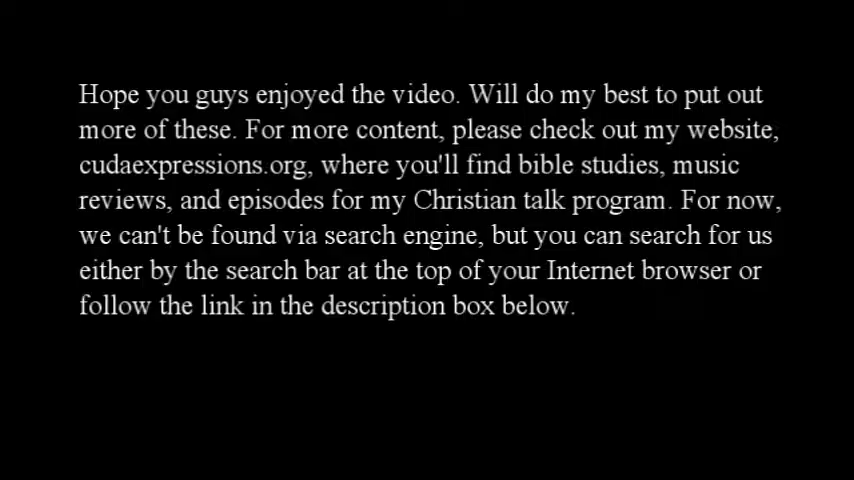 Hope you guys enjoyed the video. Will do my best to put out
more of these. For more content, please check out my website,
cudaexpressions.org, where you'll find bible studies, music
reviews, and episodes for my Christian talk program. For now,
we can't be found via search engine, but you can search for us
either by the search bar at the top of your Internet browser or
follow the link in the description box below.